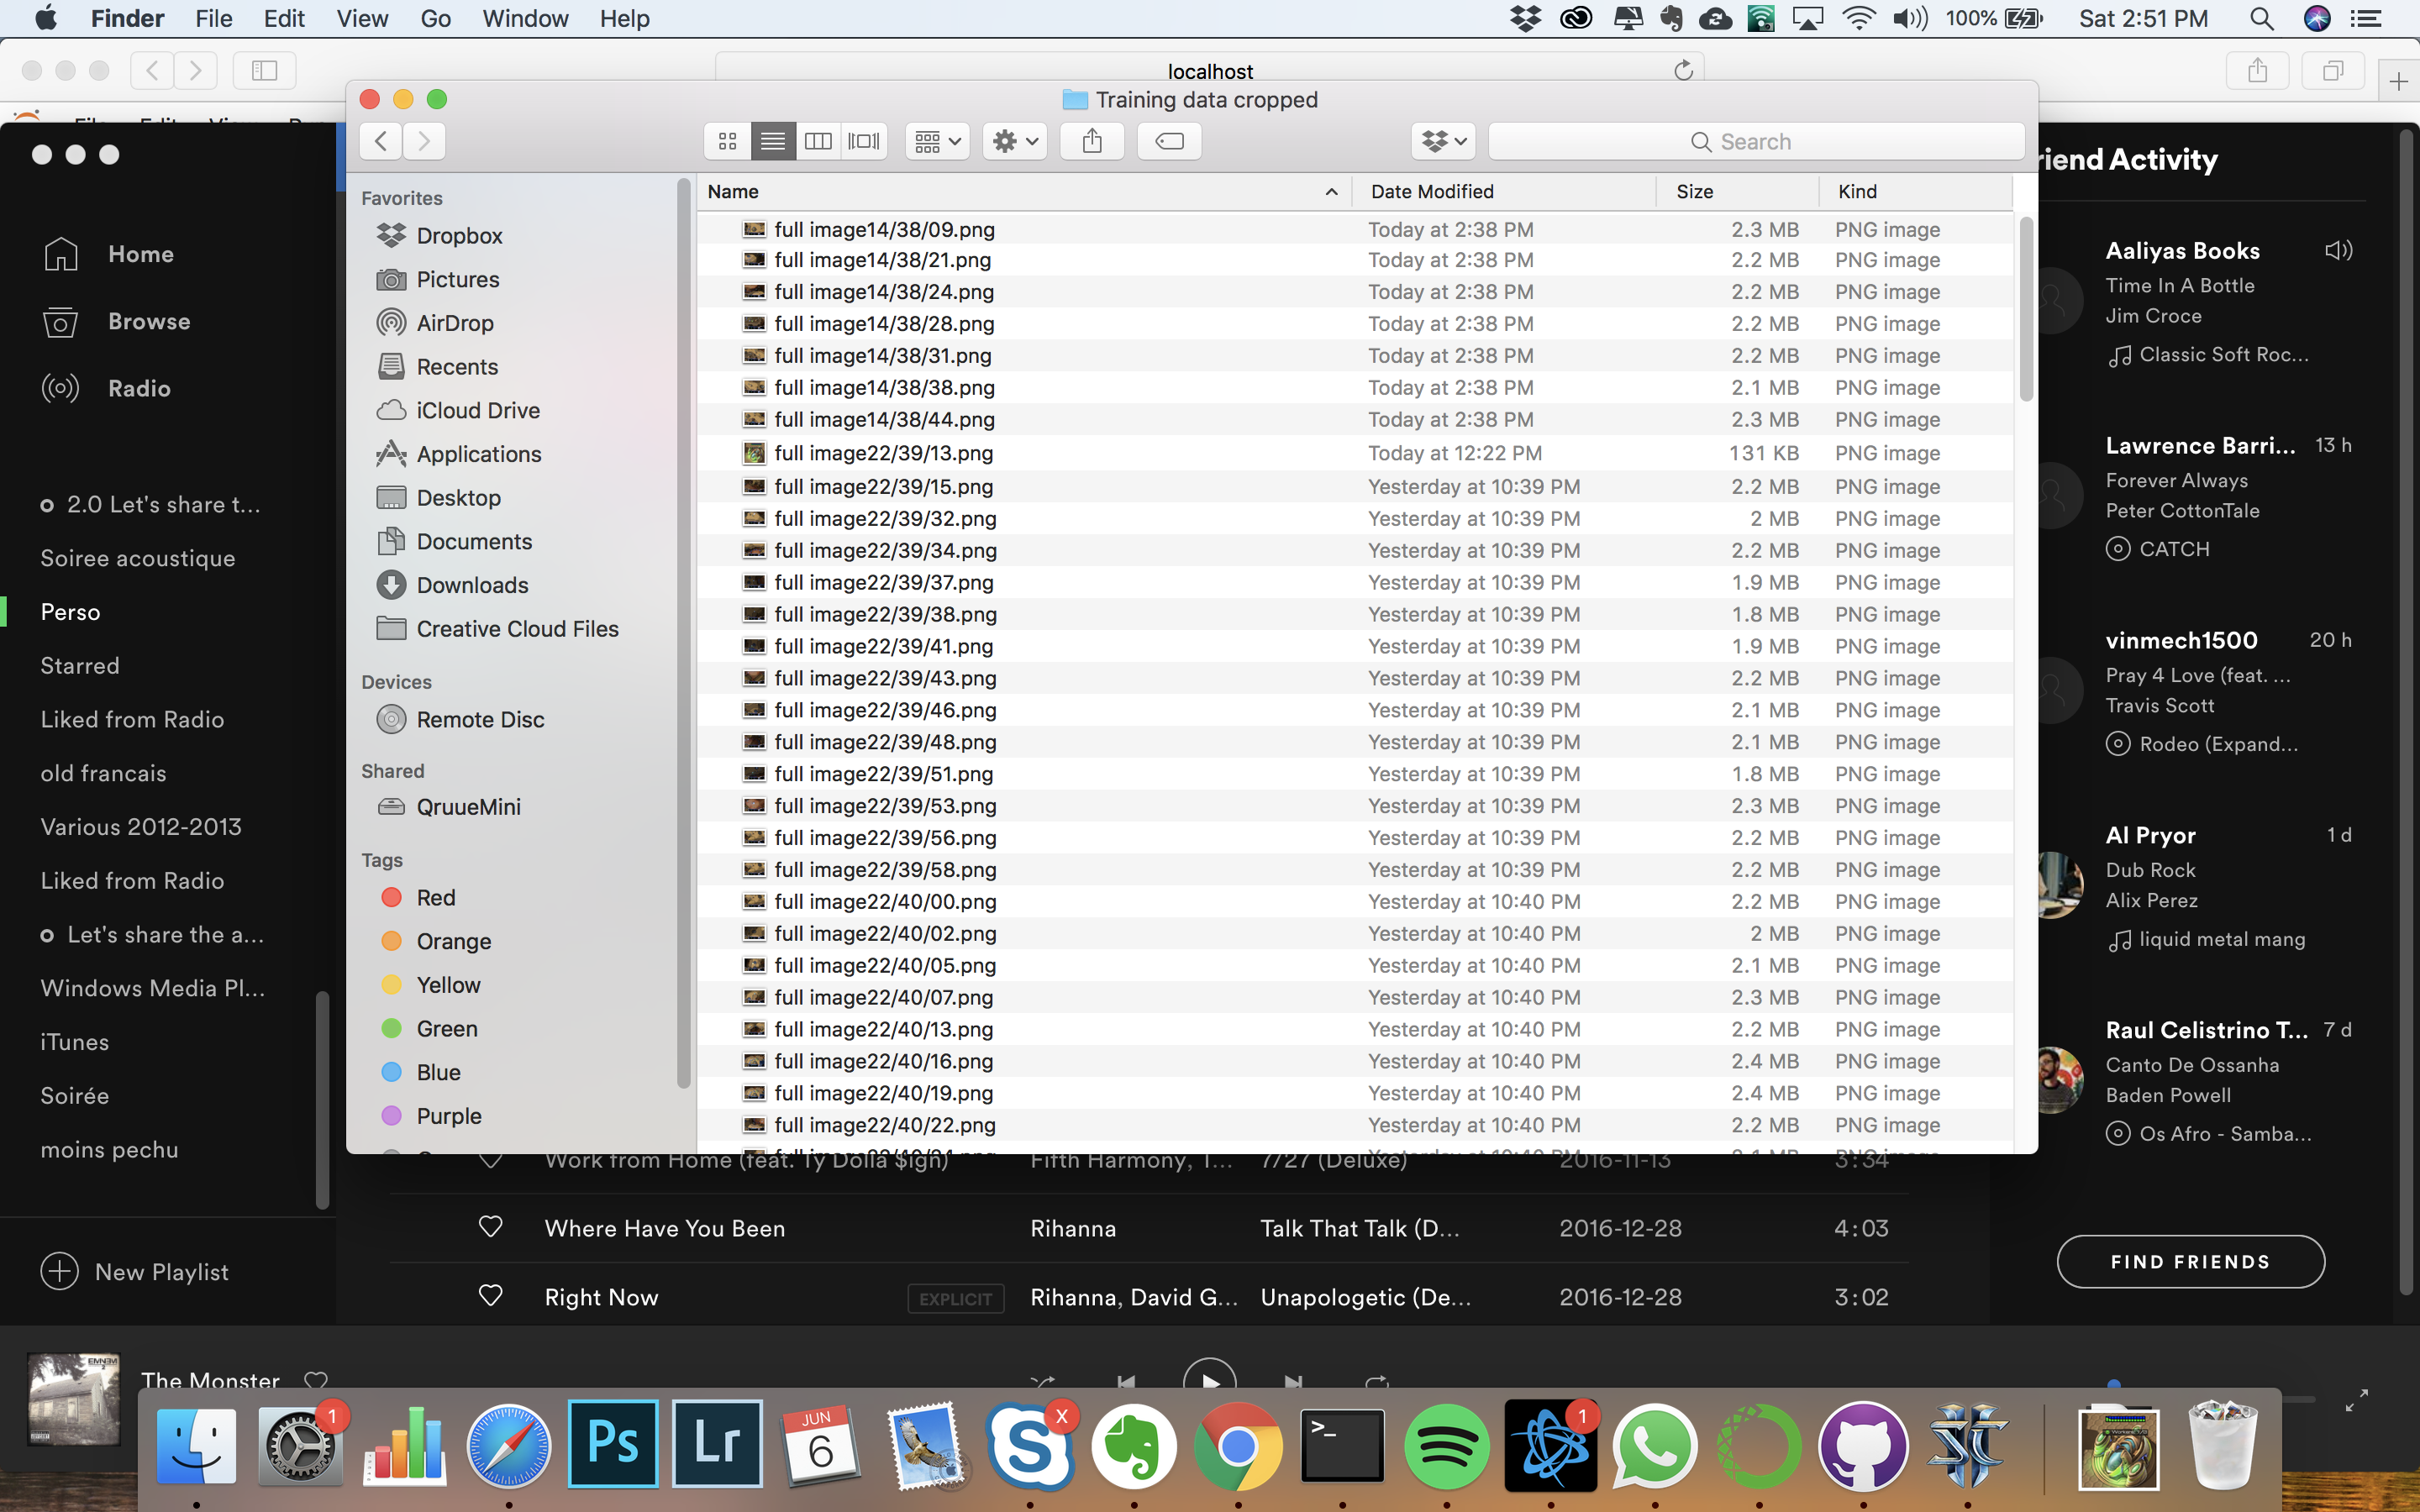 Finder File Edit View Go Window Help 100% Sat 2:51 PM
localhost
Training data cropped
Search
Favorites
Dropbox
Pictures
AirDrop
Recents
iCloud Drive
Applications
Desktop
Documents
Downloads
Creative Cloud Files
Devices
Remote Disc
Shared
QruueMini
Tags
Red
Orange
Yellow
Green
Blue
Purple
Name Date Modified Size Kind
full image14/38/09.png Today at 2:38 PM 2.3 MB PNG image
full image14/38/21.png Today at 2:38 PM 2.2 MB PNG image
full image14/38/24.png Today at 2:38 PM 2.2 MB PNG image
full image14/38/28.png Today at 2:38 PM 2.2 MB PNG image
full image14/38/31.png Today at 2:38 PM 2.2 MB PNG image
full image14/38/38.png Today at 2:38 PM 2.1 MB PNG image
full image14/38/44.png Today at 2:38 PM 2.3 MB PNG image
full image22/39/13.png Today at 12:22 PM 131 KB PNG image
full image22/39/15.png Yesterday at 10:39 PM 2.2 MB PNG image
full image22/39/32.png Yesterday at 10:39 PM 2 MB PNG image
full image22/39/34.png Yesterday at 10:39 PM 2.2 MB PNG image
full image22/39/37.png Yesterday at 10:39 PM 1.9 MB PNG image
full image22/39/38.png Yesterday at 10:39 PM 1.8 MB PNG image
full image22/39/41.png Yesterday at 10:39 PM 1.9 MB PNG image
full image22/39/43.png Yesterday at 10:39 PM 2.2 MB PNG image
full image22/39/46.png Yesterday at 10:39 PM 2.1 MB PNG image
full image22/39/48.png Yesterday at 10:39 PM 2.1 MB PNG image
full image22/39/51.png Yesterday at 10:39 PM 1.8 MB PNG image
full image22/39/53.png Yesterday at 10:39 PM 2.3 MB PNG image
full image22/39/56.png Yesterday at 10:39 PM 2.2 MB PNG image
full image22/39/58.png Yesterday at 10:39 PM 2.2 MB PNG image
full image22/40/00.png Yesterday at 10:40 PM 2.2 MB PNG image
full image22/40/02.png Yesterday at 10:40 PM 2 MB PNG image
full image22/40/05.png Yesterday at 10:40 PM 2.1 MB PNG image
full image22/40/07.png Yesterday at 10:40 PM 2.3 MB PNG image
full image22/40/13.png Yesterday at 10:40 PM 2.2 MB PNG image
full image22/40/16.png Yesterday at 10:40 PM 2.4 MB PNG image
full image22/40/19.png Yesterday at 10:40 PM 2.4 MB PNG image
full image22/40/22.png Yesterday at 10:40 PM 2.2 MB PNG image
Home
Browse
Radio
2.0 Let's share t...
Soiree acoustique
Perso
Starred
Liked from Radio
old francais
Various 2012-2013
Liked from Radio
Let's share the a...
Windows Media Pl...
iTunes
Soirée
moins pechu
New Playlist
Work from Home (feat. Ty Dolla $ign) Fifth Harmony, T... 7/27 (Deluxe) 2016-11-13 3:34
Where Have You Been Rihanna Talk That Talk (D... 2016-12-28 4:03
Right Now EXPLICIT Rihanna, David G... Unapologetic (De... 2016-12-28 3:02
riend Activity
Aaliyas Books
Time In A Bottle
Jim Croce
Classic Soft Roc...
Lawrence Barri... 13 h
Forever Always
Peter CottonTale
CATCH
vinmech1500 20 h
Pray 4 Love (feat. ...
Travis Scott
Rodeo (Expand...
Al Pryor 1 d
Dub Rock
Alix Perez
liquid metal mang
Raul Celistrino T... 7 d
Canto De Ossanha
Baden Powell
Os Afro - Samba...
FIND FRIENDS
EMINEM
The Monster
1
Ps
Lr
JUN
6
S
X
>_
1